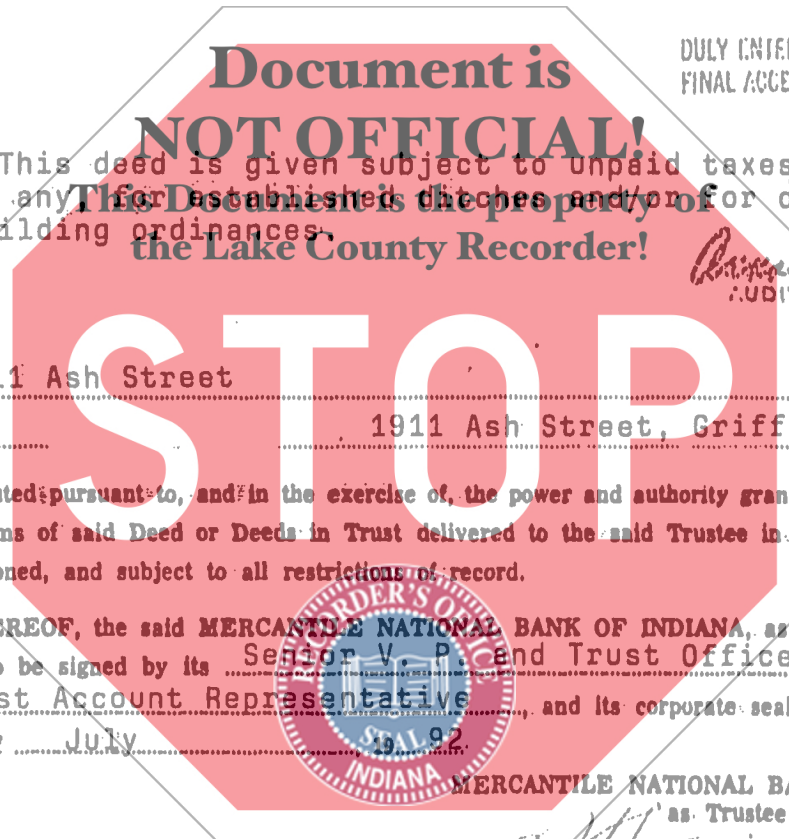 Document is
DULY ENTER
FINAL ACCE
NOT OFFICIAL!
This deed is given subject to unpaid taxes
any, for established ditches and/or for
This Document is the property of
ilding ordinances.
the Lake County Recorder!
AUDIT
STOP
1 Ash Street
1911 Ash Street, Griff
ted pursuant to, and in the exercise of, the power and authority gran
ms of said Deed or Deeds in Trust delivered to the said Trustee in
oned, and subject to all restrictions of record.
EREOF, the said MERCANTILE NATIONAL BANK OF INDIANA, as
o be signed by its Senior V. P. and Trust Office
st Account Representative, and its corporate seal
July 19 92
RECORDER'S OFFICE
SEAL
INDIANA
MERCANTILE NATIONAL BA
as Trustee